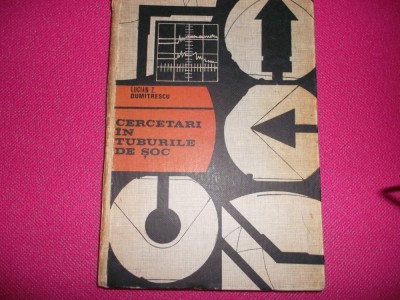 LUCIAN Z.
DUMITRESCU
CERCETARI
ÎN
TUBURILE
DE ȘOC